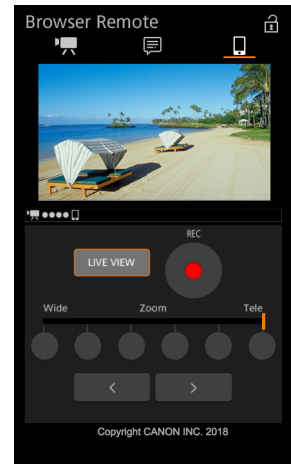 Browser Remote
REC
LIVE VIEW
Wide Zoom Tele
Copyright CANON INC. 2018